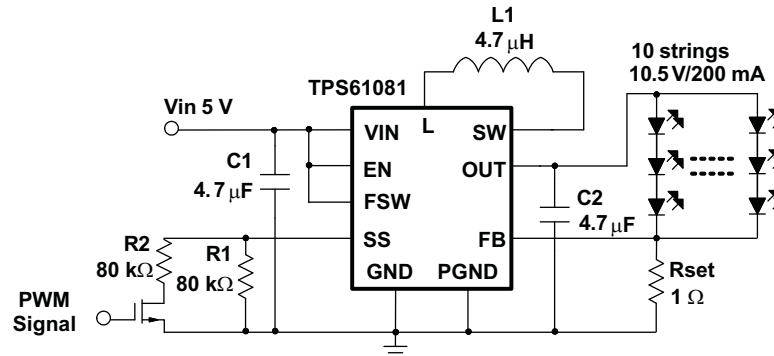 L1
4.7 μH
10 strings
10.5 V/200 mA
TPS61081
Vin 5 V
L
VIN
SW
EN
OUT
FSW
C1
4.7 μF
C2
4.7 μF
SS
FB
R2
80 kΩ
R1
80 kΩ
GND
PGND
Rset
1 Ω
PWM
Signal